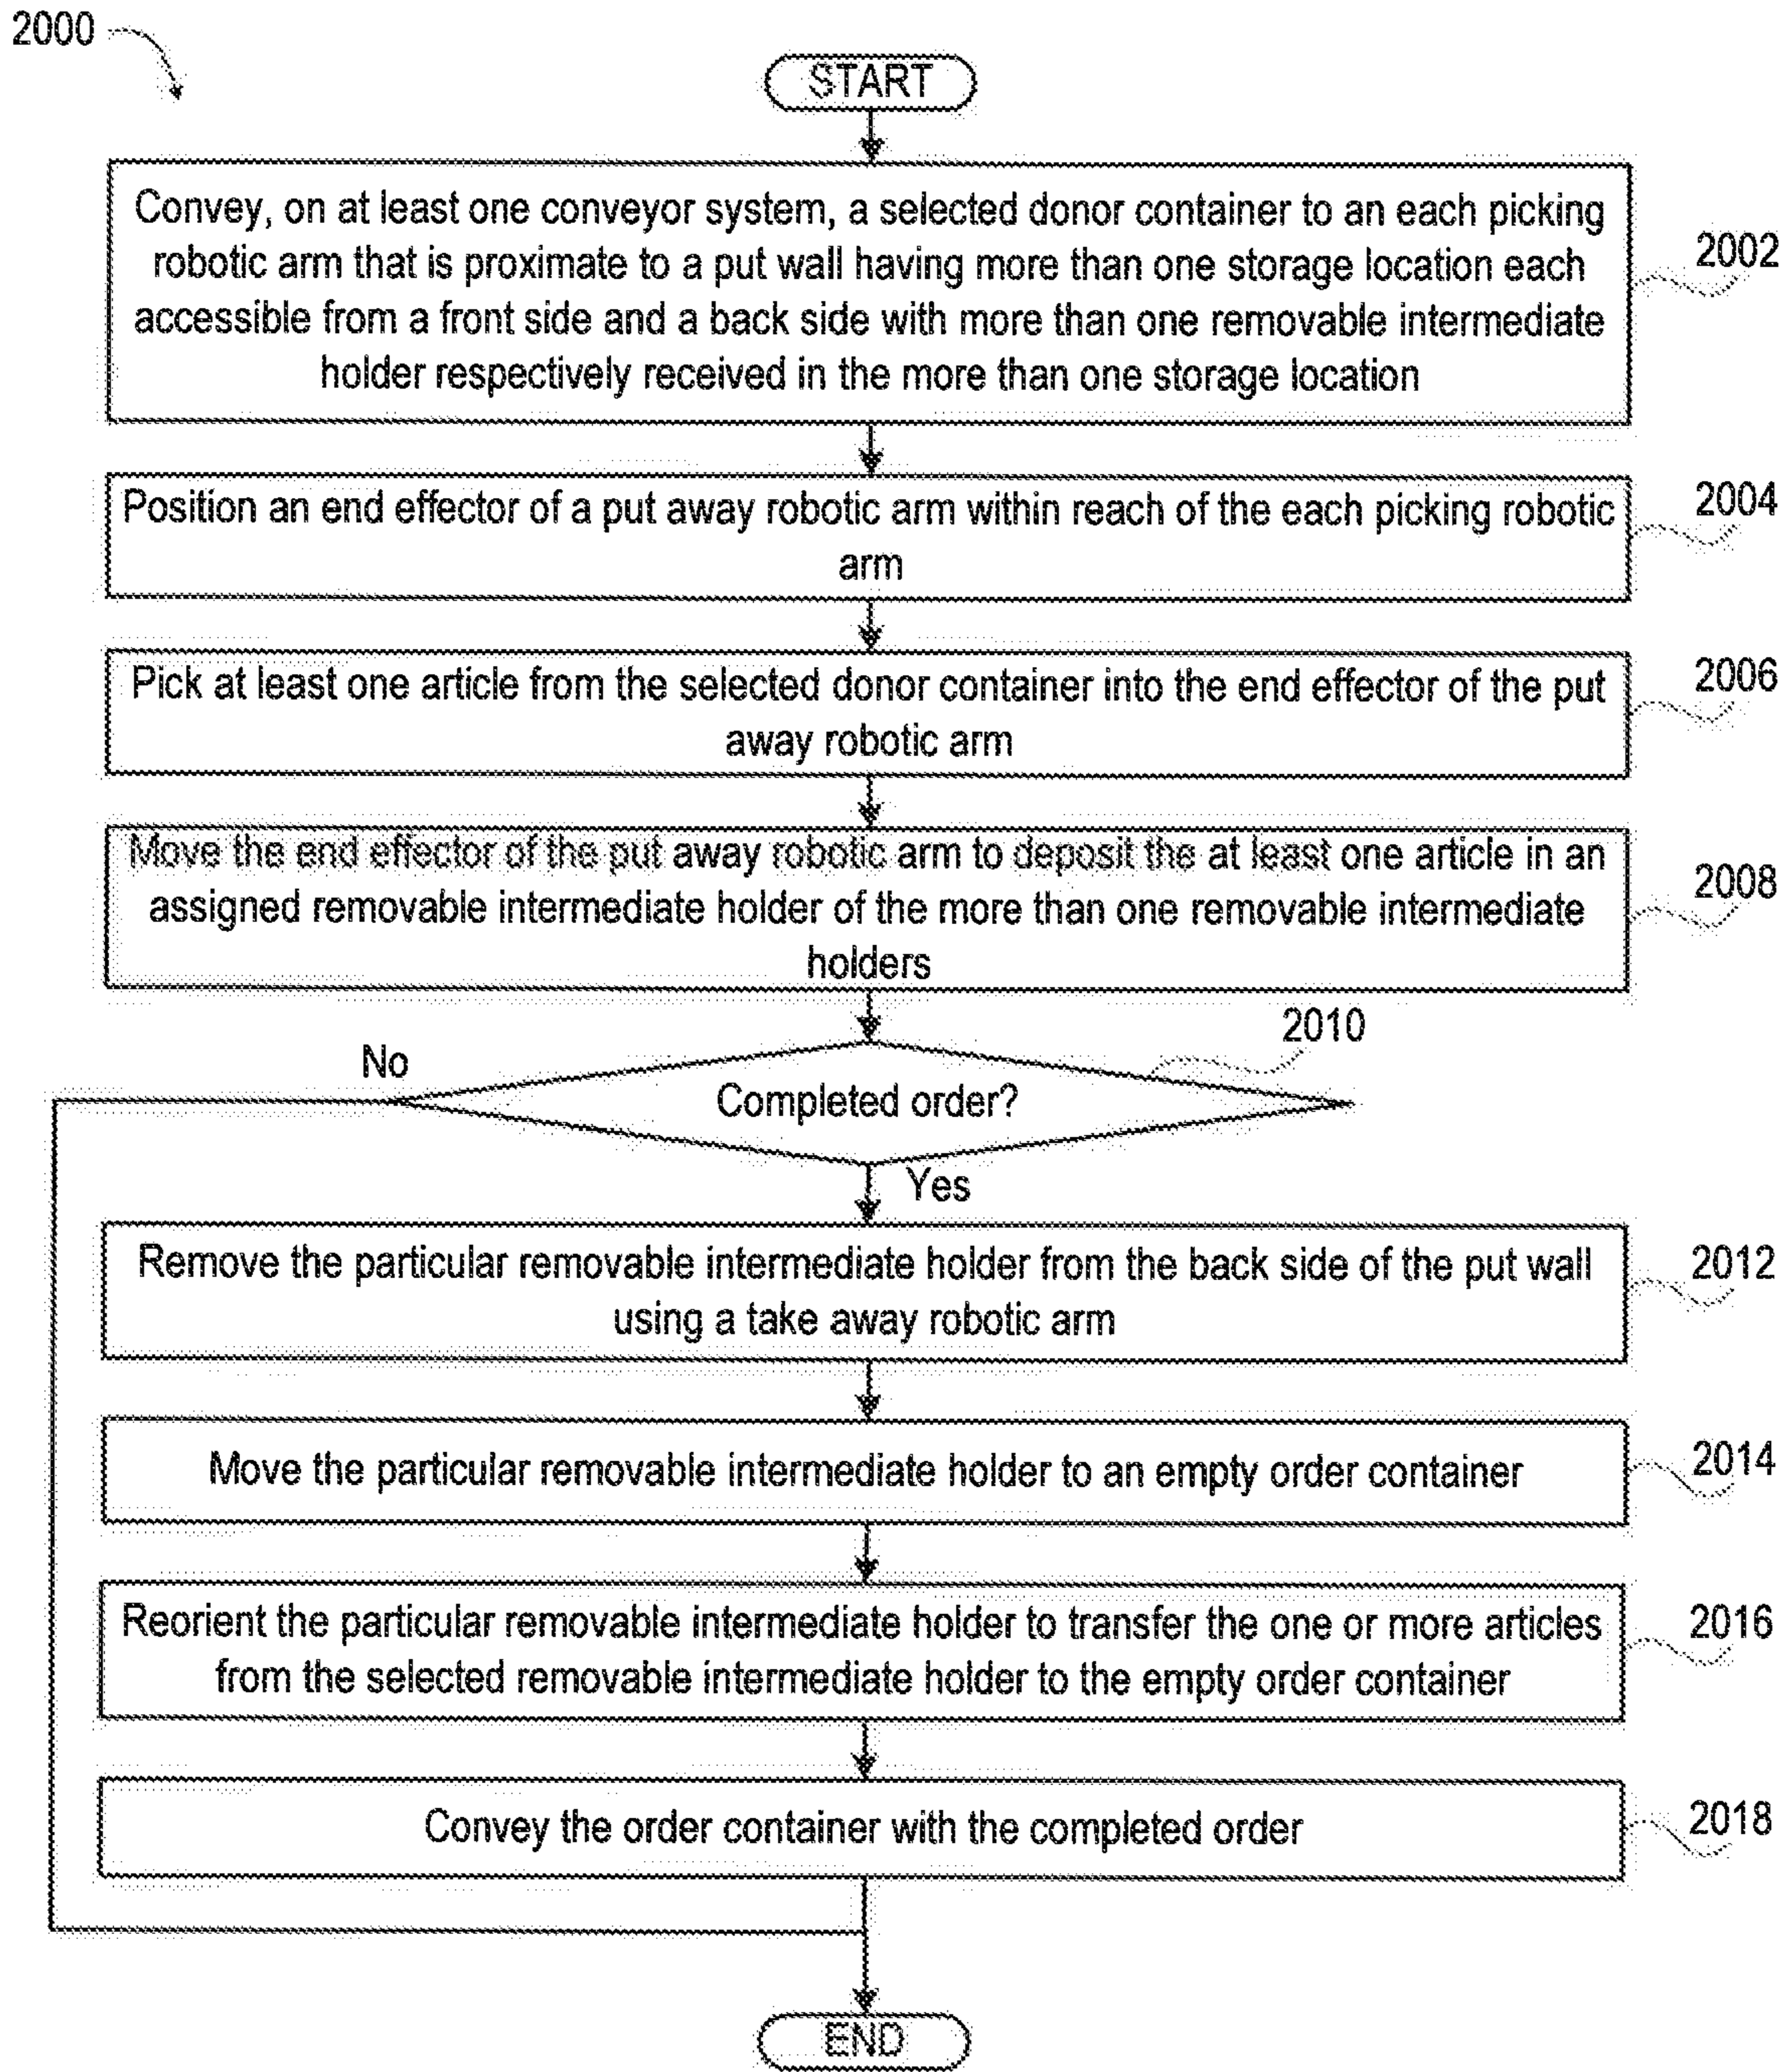 2000
START
Convey, on at least one conveyor system, a selected donor container to an each picking
robotic arm that is proximate to a put wall having more than one storage location each
accessible from a front side and a back side with more than one removable intermediate
holder respectively received in the more than one storage location
2002
Position an end effector of a put away robotic arm within reach of the each picking robotic
arm
2004
Pick at least one article from the selected donor container into the end effector of the put
away robotic arm
2006
Move the end effector of the put away robotic arm to deposit the at least one article in an
assigned removable intermediate holder of the more than one removable intermediate
holders
2008
2010
No
Completed order?
Yes
Remove the particular removable intermediate holder from the back side of the put wall
using a take away robotic arm
2012
Move the particular removable intermediate holder to an empty order container
2014
Reorient the particular removable intermediate holder to transfer the one or more articles
from the selected removable intermediate holder to the empty order container
2016
Convey the order container with the completed order
2018
END